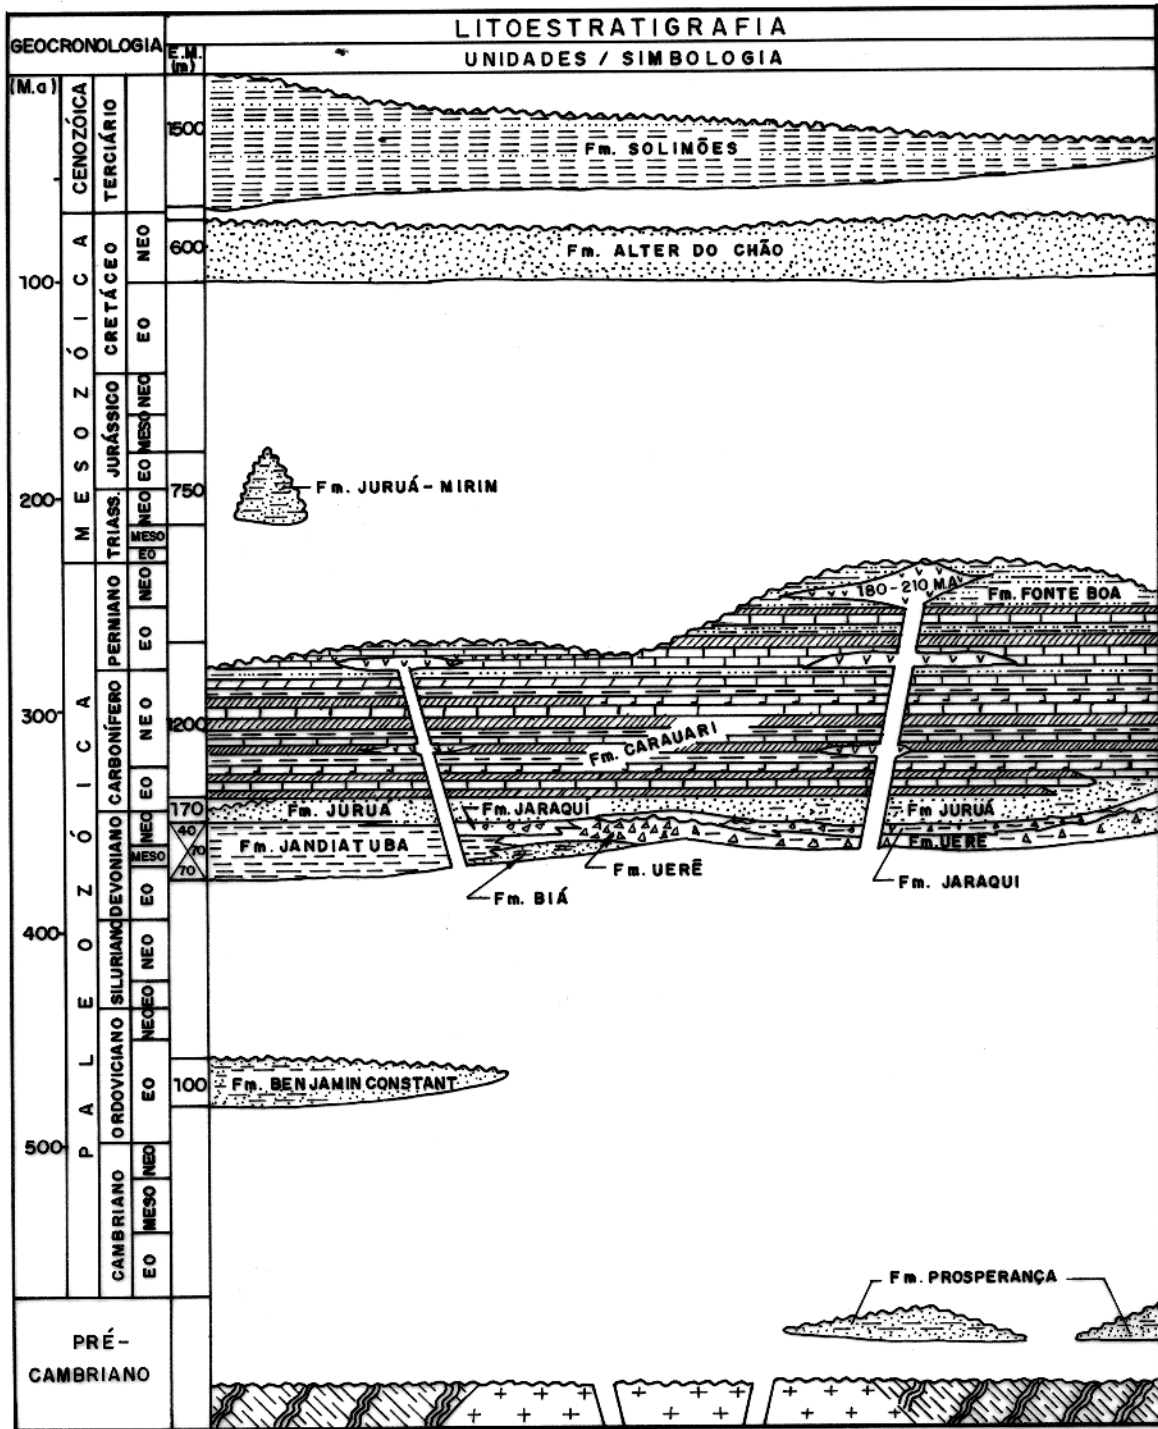 LITOESTRATIGRAFIA
GEOCRONOLOGIA
E.M.
(m)
UNIDADES / SIMBOLOGIA
(M.a)
CENOZÓICA
TERCIÁRIO
1500
Fm. SOLIMÕES
MESOZÓICA
CRETÁCEO
NEO
600
Fm. ALTER DO CHÃO
100
EO
JURÁSSICO
NEO
MESO
EO
Fm. JURUÁ-MIRIM
750
200
TRIASS.
NEO
MESO
EO
PALEOZÓICA
PERMIANO
NEO
180-210 M.A
Fm. FONTE BOA
EO
CARBONÍFERO
NEO
300
1200
Fm. CARAUARI
EO
170
Fm. JURUÁ
Fm. JARAQUÍ
Fm JURUÁ
DEVONIANO
NEO
40
70
Fm. JANDIATUBA
Fm. UERÊ
MESO
70
Fm. UERÊ
Fm. JARAQUI
EO
Fm. BIÁ
400
SILURIANO
NEO
EO
ORDOVICIANO
NEO
EO
100
Fm. BENJAMIN CONSTANT
500
CAMBRIANO
NEO
MESO
EO
Fm. PROSPERANÇA
PRÉ-
CAMBRIANO